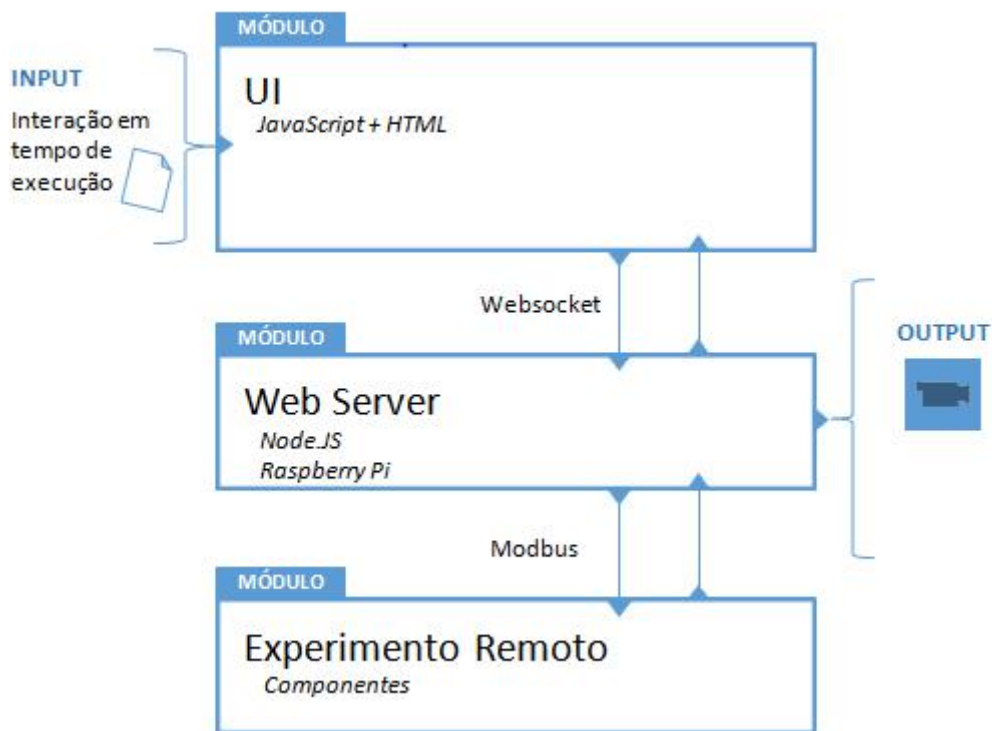 MÓDULO
INPUT
Interação em
tempo de
execução
UI
JavaScript + HTML
Websocket
MÓDULO
Web Server
Node.JS
Raspberry Pi
OUTPUT
Modbus
MÓDULO
Experimento Remoto
Componentes